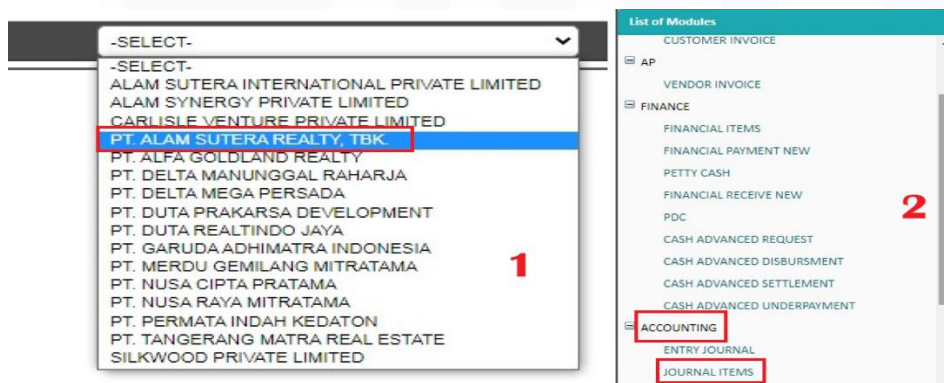 -SELECT-
-SELECT-
ALAM SUTERA INTERNATIONAL PRIVATE LIMITED
ALAM SYNERGY PRIVATE LIMITED
CARLISLE VENTURE PRIVATE LIMITED
PT. ALAM SUTERA REALTY, TBK.
PT. ALFA GOLDLAND REALTY
PT. DELTA MANUNGGAL RAHARJA
PT. DELTA MEGA PERSADA
PT. DUTA PRAKARSA DEVELOPMENT
PT. DUTA REALTINDO JAYA
PT. GARUDA ADHIMATRA INDONESIA
PT. MERDU GEMILANG MITRATAMA
PT. NUSA CIPTA PRATAMA
PT. NUSA RAYA MITRATAMA
PT. PERMATA INDAH KEDATON
PT. TANGERANG MATRA REAL ESTATE
SILKWOOD PRIVATE LIMITED
1
List of Modules
CUSTOMER INVOICE
AP
VENDOR INVOICE
FINANCE
FINANCIAL ITEMS
FINANCIAL PAYMENT NEW
PETTY CASH
FINANCIAL RECEIVE NEW
PDC
CASH ADVANCED REQUEST
CASH ADVANCED DISBURSMENT
CASH ADVANCED SETTLEMENT
CASH ADVANCED UNDERPAYMENT
ACCOUNTING
ENTRY JOURNAL
JOURNAL ITEMS
2